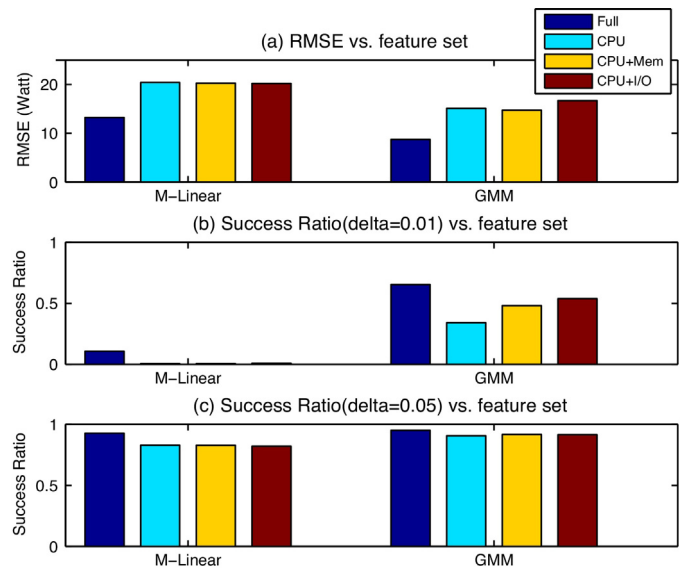 (a) RMSE vs. feature set
Full
CPU
CPU+Mem
CPU+I/O
RMSE (Watt)
20
10
0
M-Linear
GMM
(b) Success Ratio(delta=0.01) vs. feature set
Success Ratio
1
0.5
0
M-Linear
GMM
(c) Success Ratio(delta=0.05) vs. feature set
Success Ratio
1
0.5
0
M-Linear
GMM